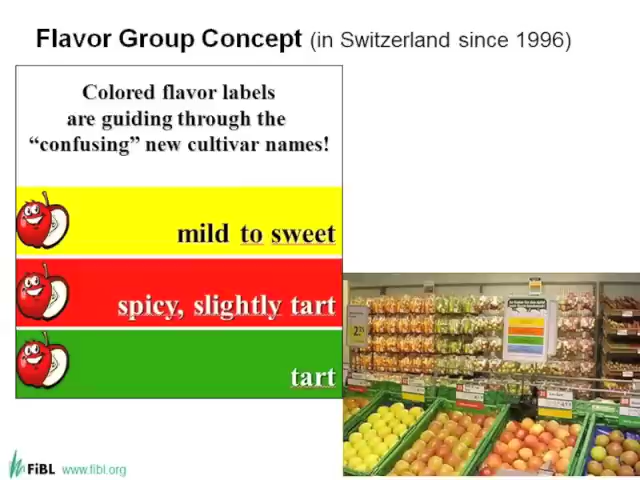 Flavor Group Concept (in Switzerland since 1996)
Colored flavor labels
are guiding through the
“confusing” new cultivar names!
mild to sweet
spicy, slightly tart
tart
FiBL www.fibl.org